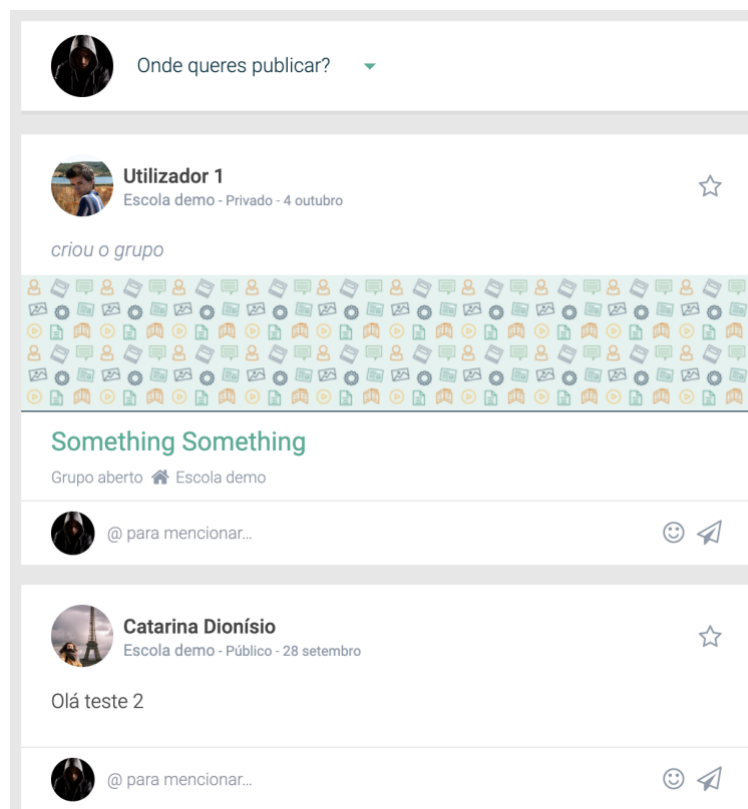 Onde queres publicar?
Utilizador 1
Escola demo - Privado - 4 outubro
criou o grupo
Something Something
Grupo aberto Escola demo
@ para mencionar...
Catarina Dionísio
Escola demo - Público - 28 setembro
Olá teste 2
@ para mencionar...